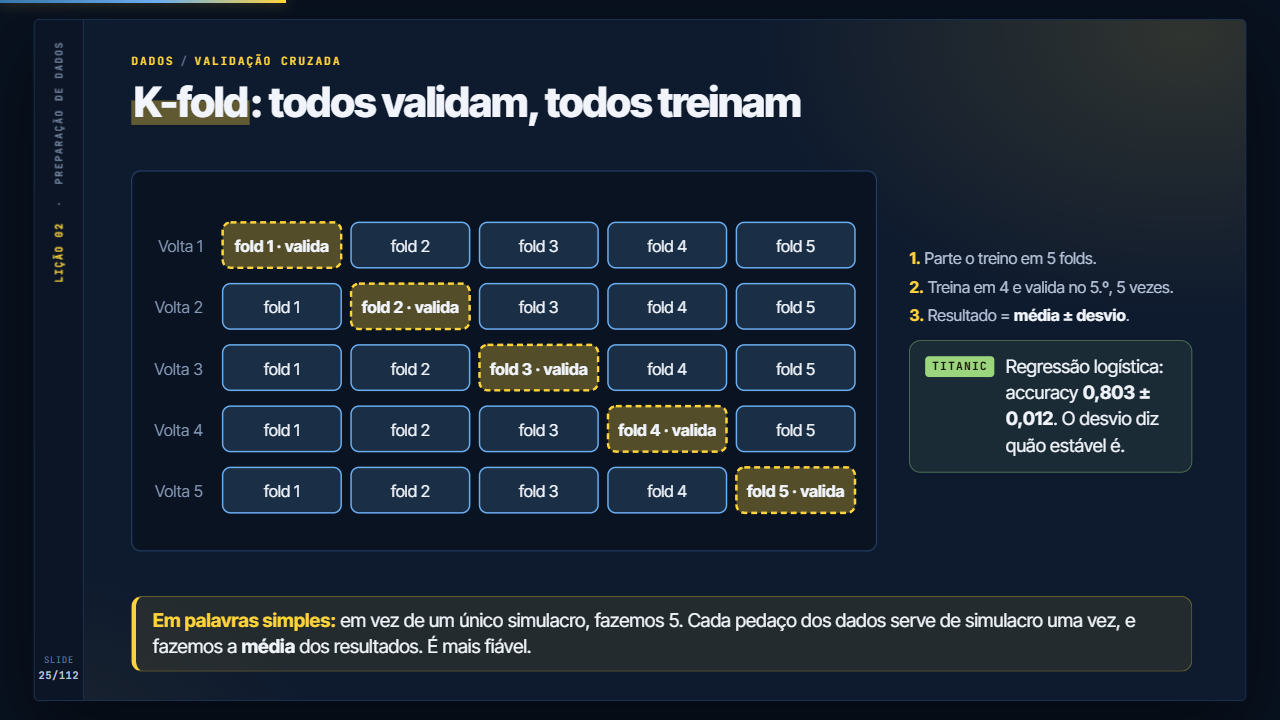 DADOS / VALIDAÇÃO CRUZADA
K-fold: todos validam, todos treinam
LIÇÃO 02 · PREPARAÇÃO DE DADOS
Volta 1 fold 1 · valida fold 2 fold 3 fold 4 fold 5
Volta 2 fold 1 fold 2 · valida fold 3 fold 4 fold 5
Volta 3 fold 1 fold 2 fold 3 · valida fold 4 fold 5
Volta 4 fold 1 fold 2 fold 3 fold 4 · valida fold 5
Volta 5 fold 1 fold 2 fold 3 fold 4 fold 5 · valida
1. Parte o treino em 5 folds.
2. Treina em 4 e valida no 5.º, 5 vezes.
3. Resultado = média ± desvio.
TITANIC Regressão logística:
accuracy 0,803 ±
0,012. O desvio diz
quão estável é.
Em palavras simples: em vez de um único simulacro, fazemos 5. Cada pedaço dos dados serve de simulacro uma vez, e
fazemos a média dos resultados. É mais fiável.
SLIDE
25/112